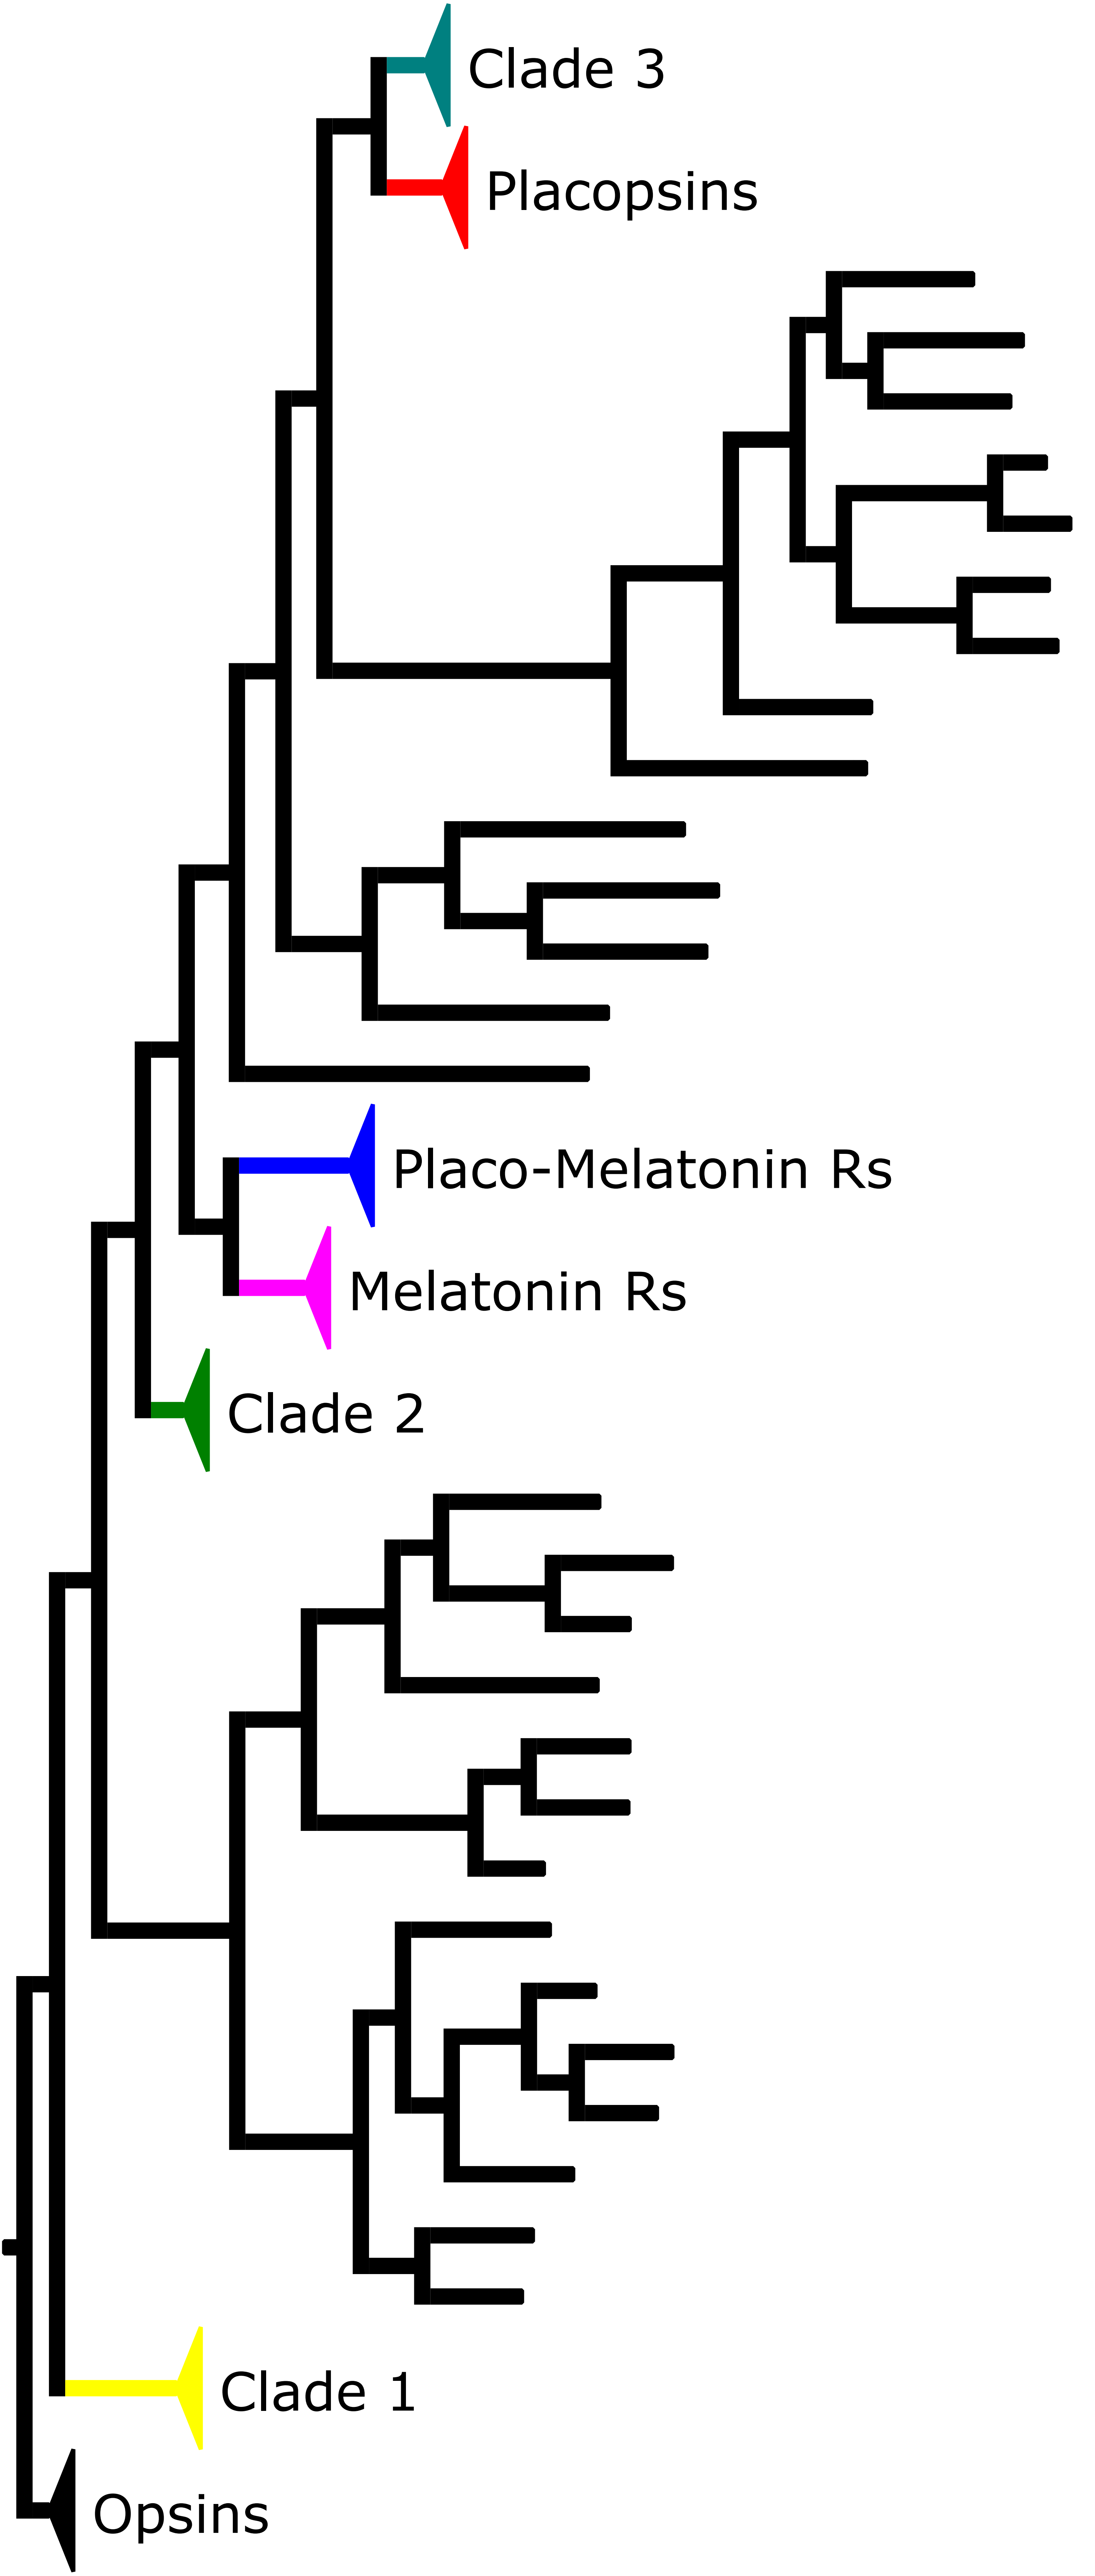 Clade 3
Placopsins
Placo-Melatonin Rs
Melatonin Rs
Clade 2
Clade 1
Opsins